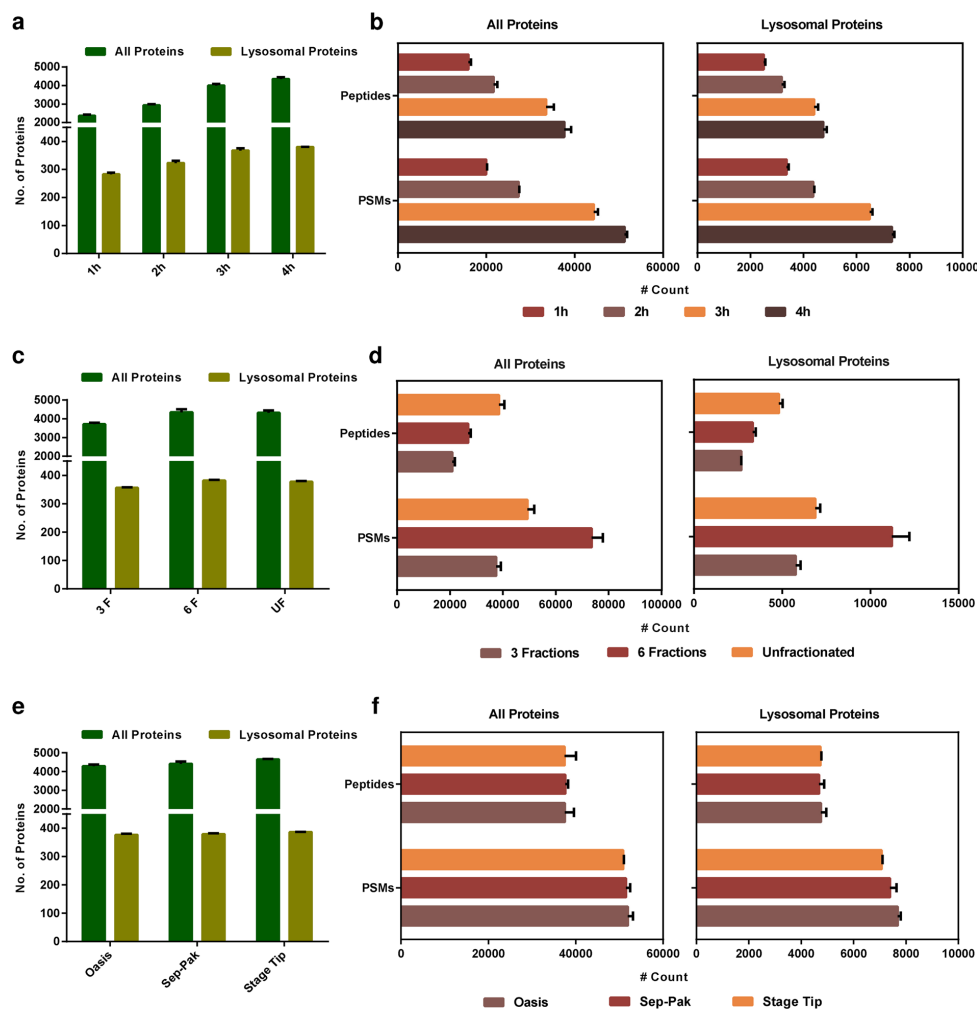 a
All Proteins Lysosomal Proteins
No. of Proteins
5000
4000
3000
2000
400
300
200
100
0
1h 2h 3h 4h
b
All Proteins Lysosomal Proteins
Peptides
PSMs
0 20000 40000 60000 0 2000 4000 6000 8000 10000
# Count
1h 2h 3h 4h
c
All Proteins Lysosomal Proteins
No. of Proteins
5000
4000
3000
2000
400
300
200
100
0
3 F 6 F UF
d
All Proteins Lysosomal Proteins
Peptides
PSMs
0 20000 40000 60000 80000 100000 0 5000 10000 15000
# Count
3 Fractions 6 Fractions Unfractionated
e
All Proteins Lysosomal Proteins
No. of Proteins
5000
4000
3000
2000
400
300
200
100
0
Oasis Sep-Pak Stage Tip
f
All Proteins Lysosomal Proteins
Peptides
PSMs
0 20000 40000 60000 0 2000 4000 6000 8000 10000
# Count
Oasis Sep-Pak Stage Tip